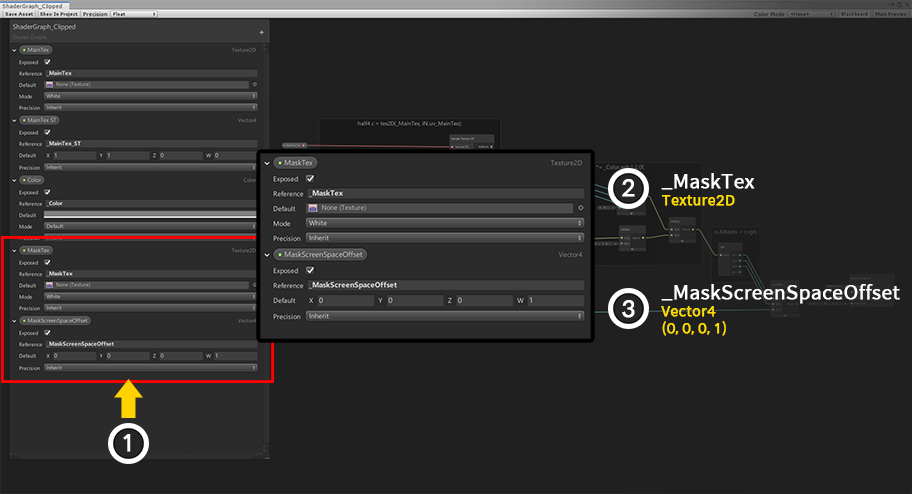 ShaderGraph_Clipped
Save Asset Show In Project Precision Float Color Mode <None> Blackboard Main Preview
ShaderGraph_Clipped
Shader Graphs
MainTex Texture2D
Exposed
Reference _MainTex
Default None (Texture)
Mode White
Precision Inherit
MainTex ST Vector4
Exposed
Reference _MainTex_ST
Default X 1 Y 1 Z 0 W 0
Precision Inherit
Color Color
Exposed
Reference _Color
Default
Mode Default
MaskTex Texture2D
Exposed
Reference _MaskTex
Default None (Texture)
Mode White
Precision Inherit
MaskScreenSpaceOffset Vector4
Exposed
Reference _MaskScreenSpaceOffset
Default X 0 Y 0 Z 0 W 1
Precision Inherit
1
half4 c = tex2D(_MainTex, IN.uv_MainTex);
MaskTex Texture2D
Exposed
Reference _MaskTex
Default None (Texture)
Mode White
Precision Inherit
MaskScreenSpaceOffset Vector4
Exposed
Reference _MaskScreenSpaceOffset
Default X 0 Y 0 Z 0 W 1
Precision Inherit
2 _MaskTex
Texture2D
3 _MaskScreenSpaceOffset
Vector4
(0, 0, 0, 1)